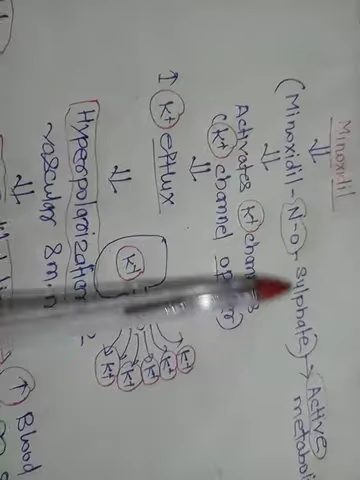 Minoxidil
⇓
(Minoxidil-N-O-Sulphate) → Active
metaboli
⇓
Activates K+ chan
(K+ channel op
⇓
↑ K+ efflux
⇓
Hyperpolarization
vascular s.m.
K+
K+ K+ K+ K+ K+
⇓
↑ Blood